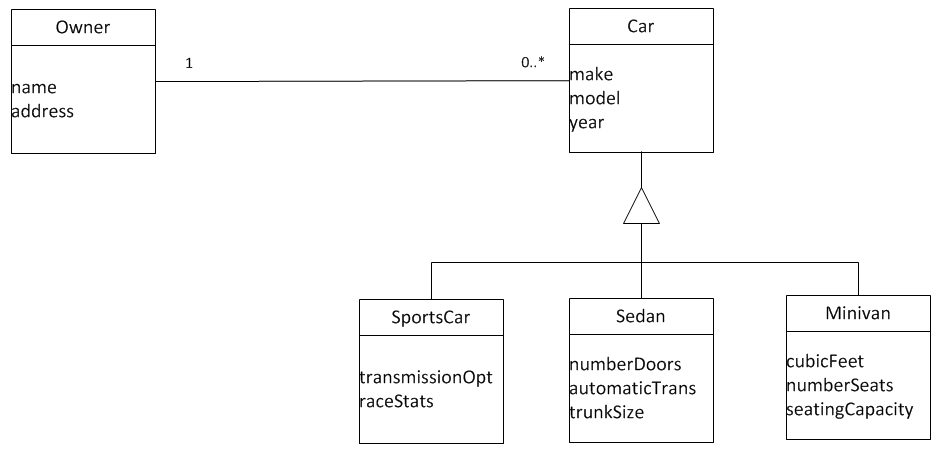 Owner
name
address
1
0..*
Car
make
model
year
SportsCar
transmissionOpt
raceStats
Sedan
numberDoors
automaticTrans
trunkSize
Minivan
cubicFeet
numberSeats
seatingCapacity